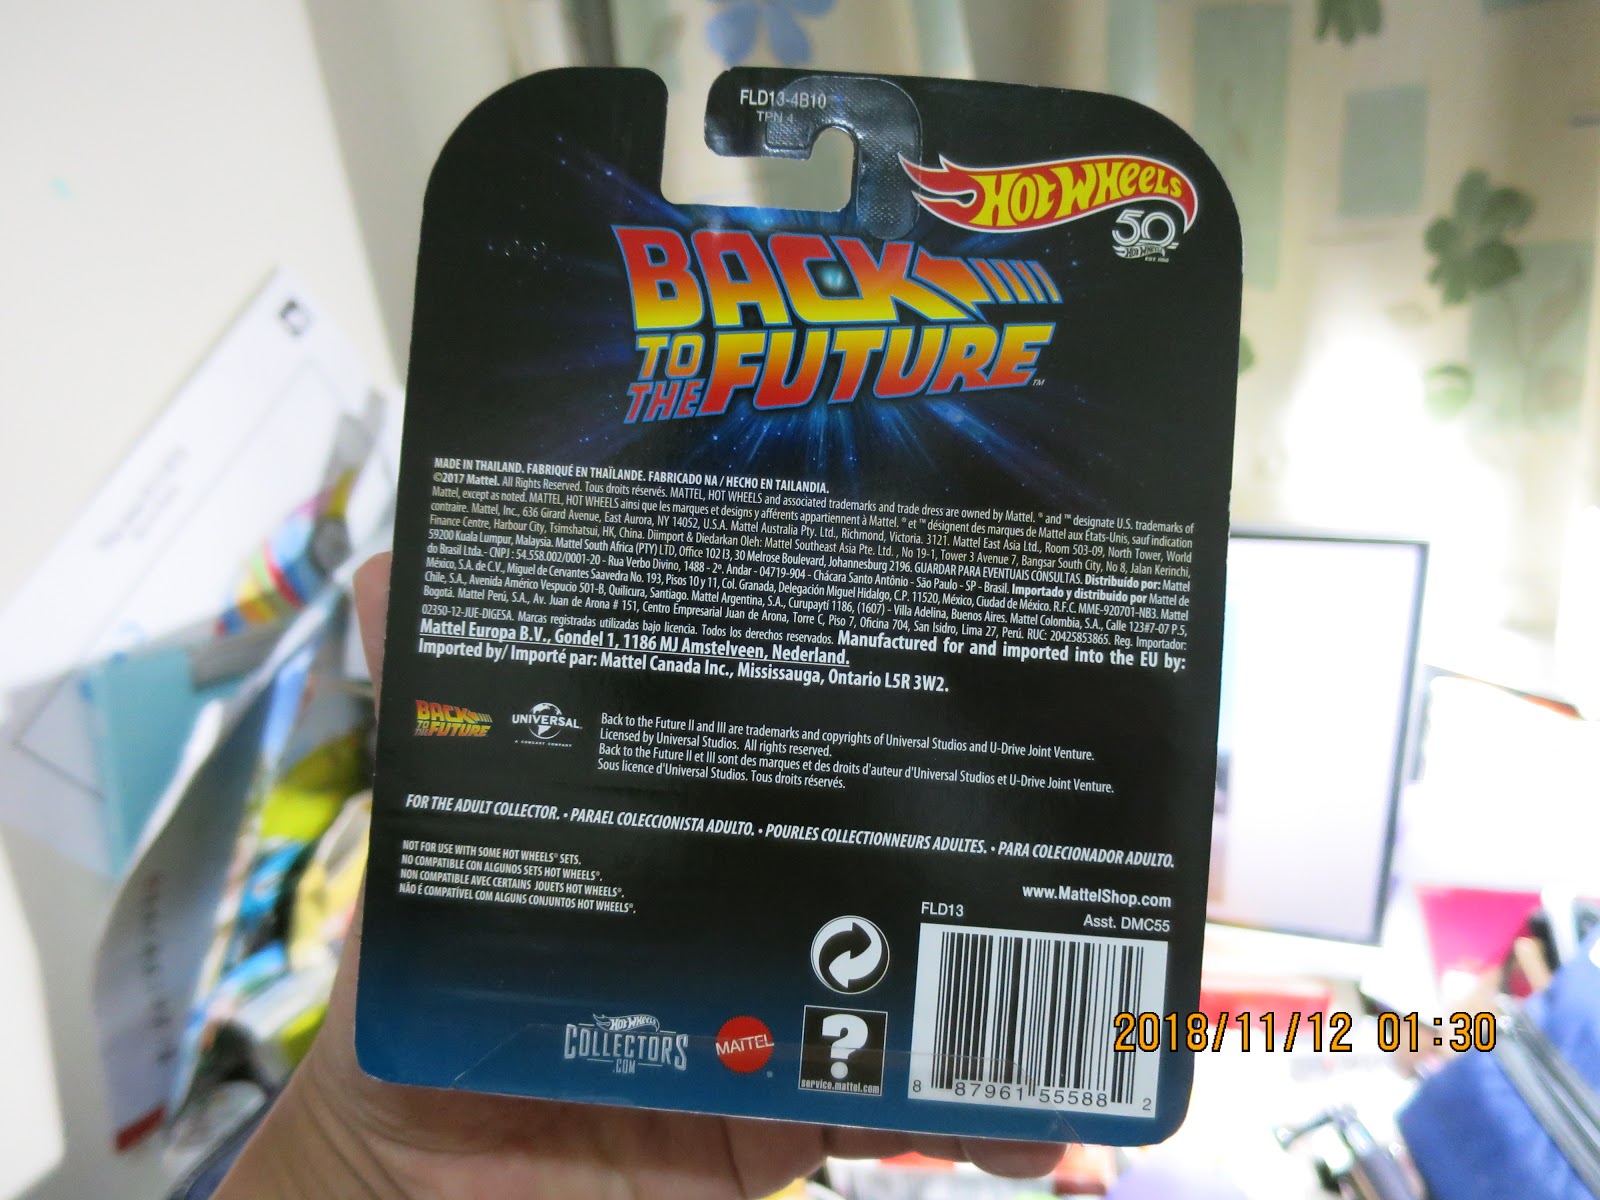 FLD13-4B10
TPN 4
HOT WHEELS
50
HOT WHEELS
BACK
TO
THE FUTURE™
MADE IN THAILAND. FABRIQUÉ EN THAÏLANDE. FABRICADO NA / HECHO EN TAILANDIA.
©2017 Mattel. All Rights Reserved. Tous droits réservés. MATTEL, HOT WHEELS and associated trademarks and trade dress are owned by Mattel. ® and ™ designate U.S. trademarks of
Mattel, except as noted. MATTEL, HOT WHEELS ainsi que les marques et designs y afférents appartiennent à Mattel. ® et ™ désignent des marques de Mattel aux États-Unis, sauf indication
contraire. Mattel, Inc., 636 Girard Avenue, East Aurora, NY 14052, U.S.A. Mattel Australia Pty. Ltd., Richmond, Victoria. 3121. Mattel East Asia Ltd., Room 503-09, North Tower, World
Finance Centre, Harbour City, Tsimshatsui, HK, China. Diimport & Diedarkan Oleh: Mattel Southeast Asia Pte. Ltd., No 19-1, Tower 3 Avenue 7, Bangsar South City, No 8, Jalan Kerinchi,
59200 Kuala Lumpur, Malaysia. Mattel South Africa (PTY) LTD, Office 102 I3, 30 Melrose Boulevard, Johannesburg 2196. GUARDAR PARA EVENTUAIS CONSULTAS. Distribuído por: Mattel
do Brasil Ltda.- CNPJ : 54.558.002/0001-20 - Rua Verbo Divino, 1488 - 2º. Andar - 04719-904 - Chácara Santo Antônio - São Paulo - SP - Brasil. Importado y distribuido por Mattel de
México, S.A. de C.V., Miguel de Cervantes Saavedra No. 193, Pisos 10 y 11, Col. Granada, Delegación Miguel Hidalgo, C.P. 11520, México, Ciudad de México. R.F.C. MME-920701-NB3. Mattel
Chile, S.A., Avenida Américo Vespucio 501-B, Quilicura, Santiago. Mattel Argentina, S.A., Curupaytí 1186, (1607) - Villa Adelina, Buenos Aires. Mattel Colombia, S.A., Calle 123#7-07 P.5,
Bogotá. Mattel Perú, S.A., Av. Juan de Arona # 151, Centro Empresarial Juan de Arona, Torre C, Piso 7, Oficina 704, San Isidro, Lima 27, Perú. RUC: 20425853865. Reg. Importador:
02350-12-JUE-DIGESA. Marcas registradas utilizadas bajo licencia. Todos los derechos reservados. Manufactured for and imported into the EU by:
Mattel Europa B.V., Gondel 1, 1186 MJ Amstelveen, Nederland.
Imported by/ Importé par: Mattel Canada Inc., Mississauga, Ontario L5R 3W2.
BACK
TO
THE FUTURE
UNIVERSAL
A COMCAST COMPANY
Back to the Future II and III are trademarks and copyrights of Universal Studios and U-Drive Joint Venture.
Licensed by Universal Studios. All rights reserved.
Back to the Future II et III sont des marques et des droits d'auteur d'Universal Studios et U-Drive Joint Venture.
Sous licence d'Universal Studios. Tous droits réservés.
FOR THE ADULT COLLECTOR. • PARAEL COLECCIONISTA ADULTO. • POURLES COLLECTIONNEURS ADULTES. • PARA COLECIONADOR ADULTO.
NOT FOR USE WITH SOME HOT WHEELS® SETS.
NO COMPATIBLE CON ALGUNOS SETS HOT WHEELS®.
NON COMPATIBLE AVEC CERTAINS JOUETS HOT WHEELS®.
NÃO É COMPATÍVEL COM ALGUNS CONJUNTOS HOT WHEELS®.
www.MattelShop.com
FLD13
Asst. DMC55
HOT WHEELS
COLLECTORS
.COM
MATTEL
?
service.mattel.com
8 87961 55588 2
2018/11/12 01:30